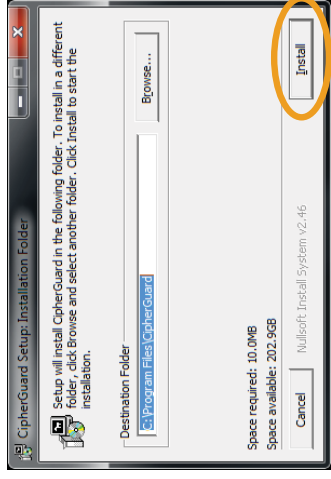 CipherGuard Setup: Installation Folder
Setup will install CipherGuard in the following folder. To install in a different
folder, click Browse and select another folder. Click Install to start the
installation.
Destination Folder
C:\Program Files\CipherGuard
Browse...
Space required: 10.0MB
Space available: 202.9GB
Cancel
Nullsoft Install System v2.46
Install